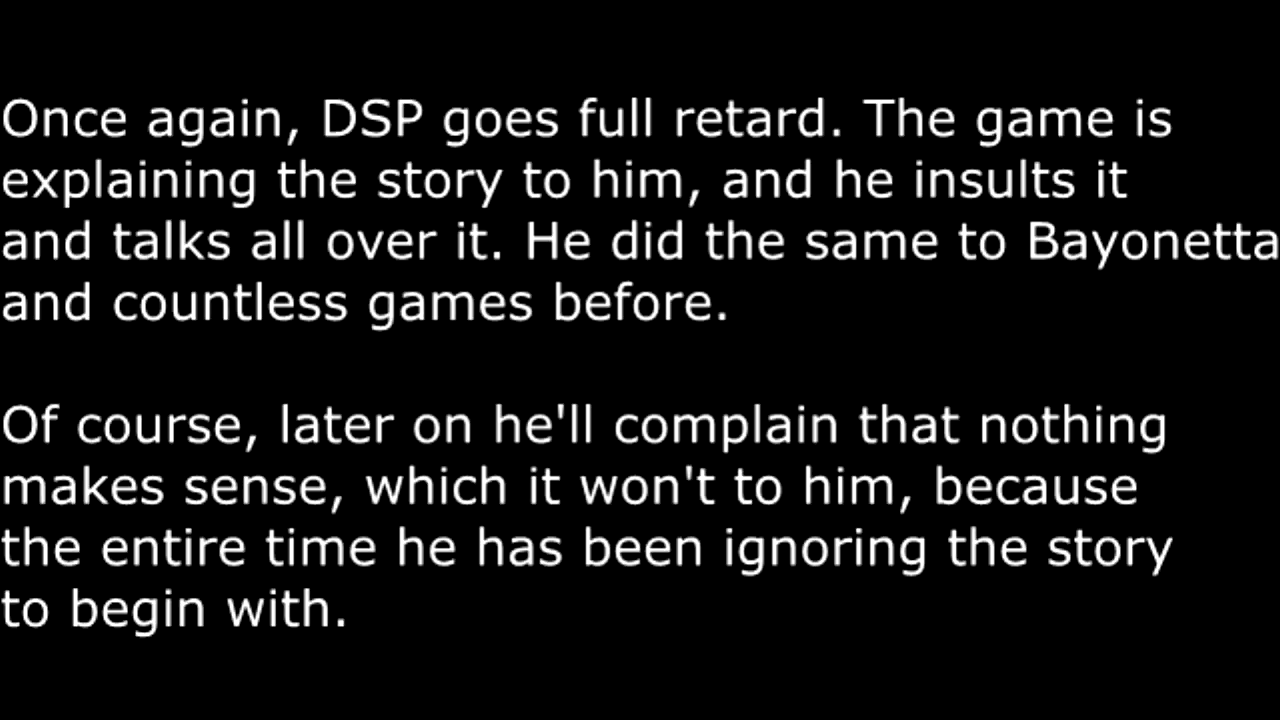 Once again, DSP goes full retard. The game is
explaining the story to him, and he insults it
and talks all over it. He did the same to Bayonetta
and countless games before.
Of course, later on he'll complain that nothing
makes sense, which it won't to him, because
the entire time he has been ignoring the story
to begin with.